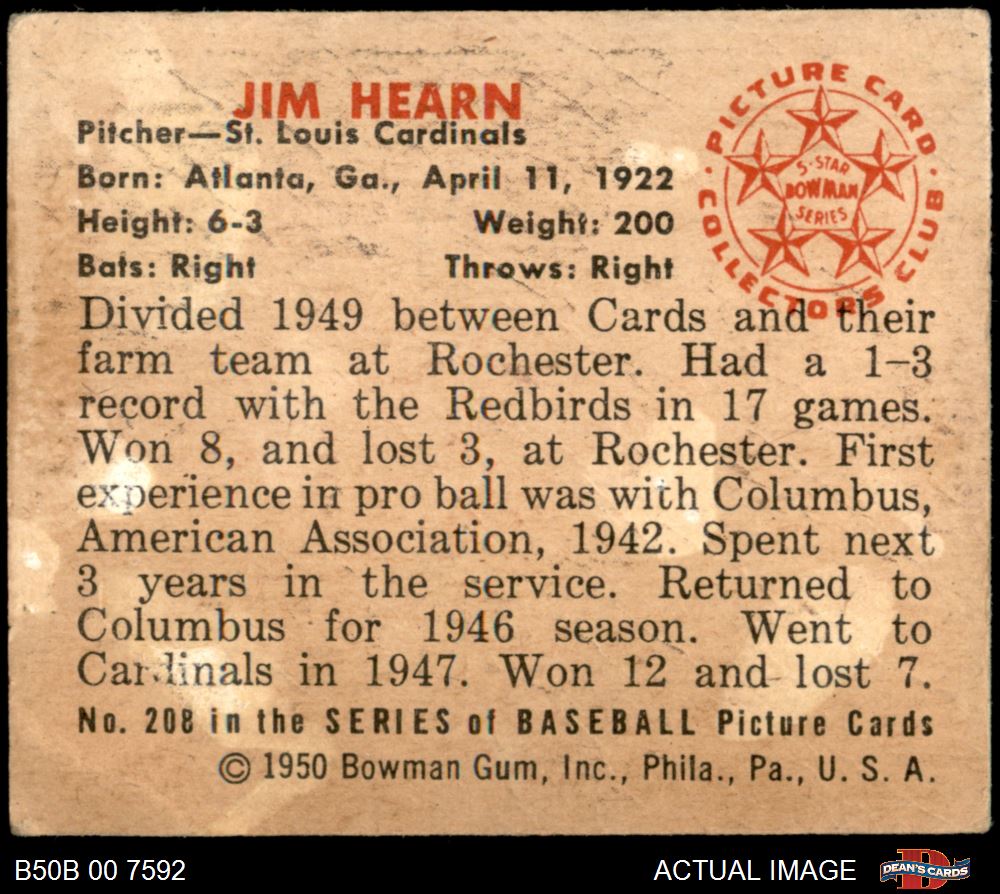 JIM HEARN
Pitcher—St. Louis Cardinals
Born: Atlanta, Ga., April 11, 1922
Height: 6-3 Weight: 200
Bats: Right Throws: Right
PICTURE CARD COLLECTORS CLUB
5-STAR
BOWMAN
SERIES
Divided 1949 between Cards and their
farm team at Rochester. Had a 1–3
record with the Redbirds in 17 games.
Won 8, and lost 3, at Rochester. First
experience in pro ball was with Columbus,
American Association, 1942. Spent next
3 years in the service. Returned to
Columbus for 1946 season. Went to
Cardinals in 1947. Won 12 and lost 7.
No. 208 in the SERIES of BASEBALL Picture Cards
© 1950 Bowman Gum, Inc., Phila., Pa., U. S. A.
B50B 00 7592 ACTUAL IMAGE DEAN'S CARDS